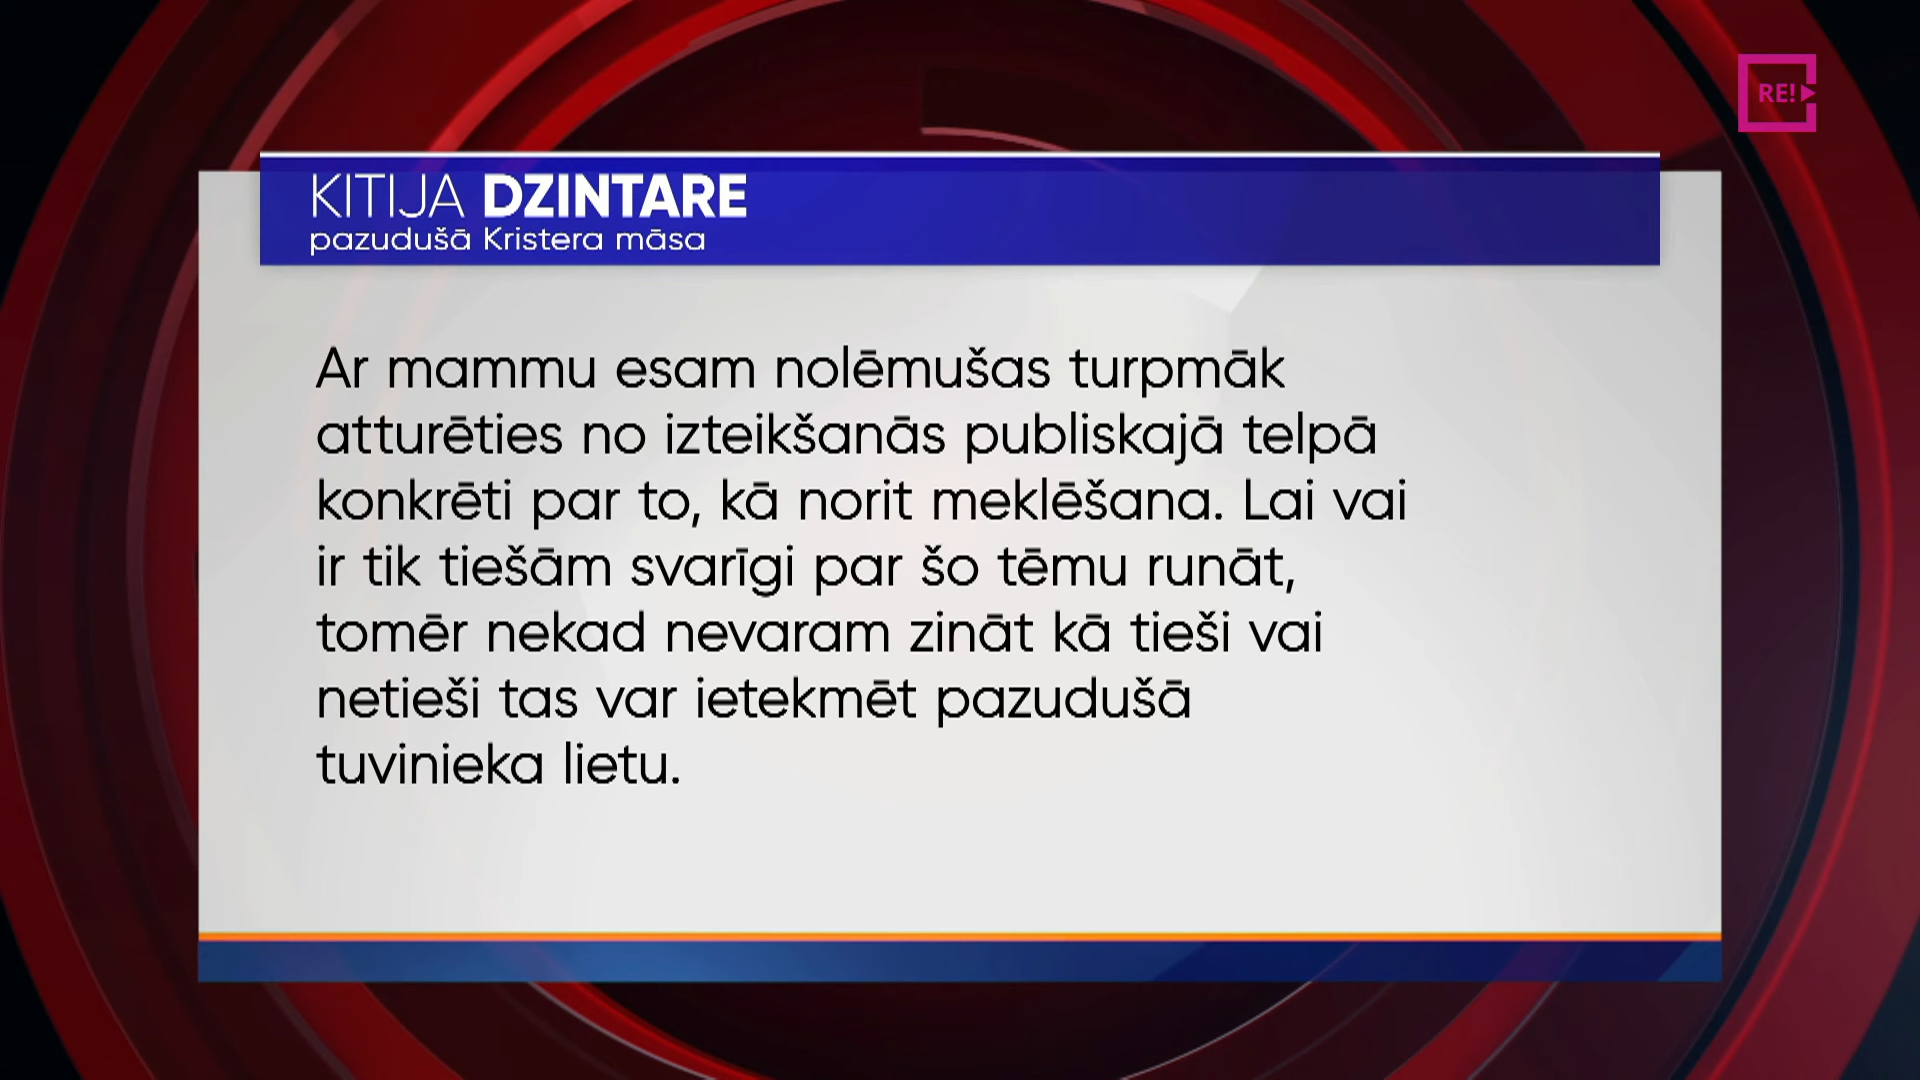 RE!
KITIJA DZINTARE
pazudušā Kristera māsa
Ar mammu esam nolēmušas turpmāk
atturēties no izteikšanās publiskajā telpā
konkrēti par to, kā norit meklēšana. Lai vai
ir tik tiešām svarīgi par šo tēmu runāt,
tomēr nekad nevaram zināt kā tieši vai
netieši tas var ietekmēt pazudušā
tuvinieka lietu.